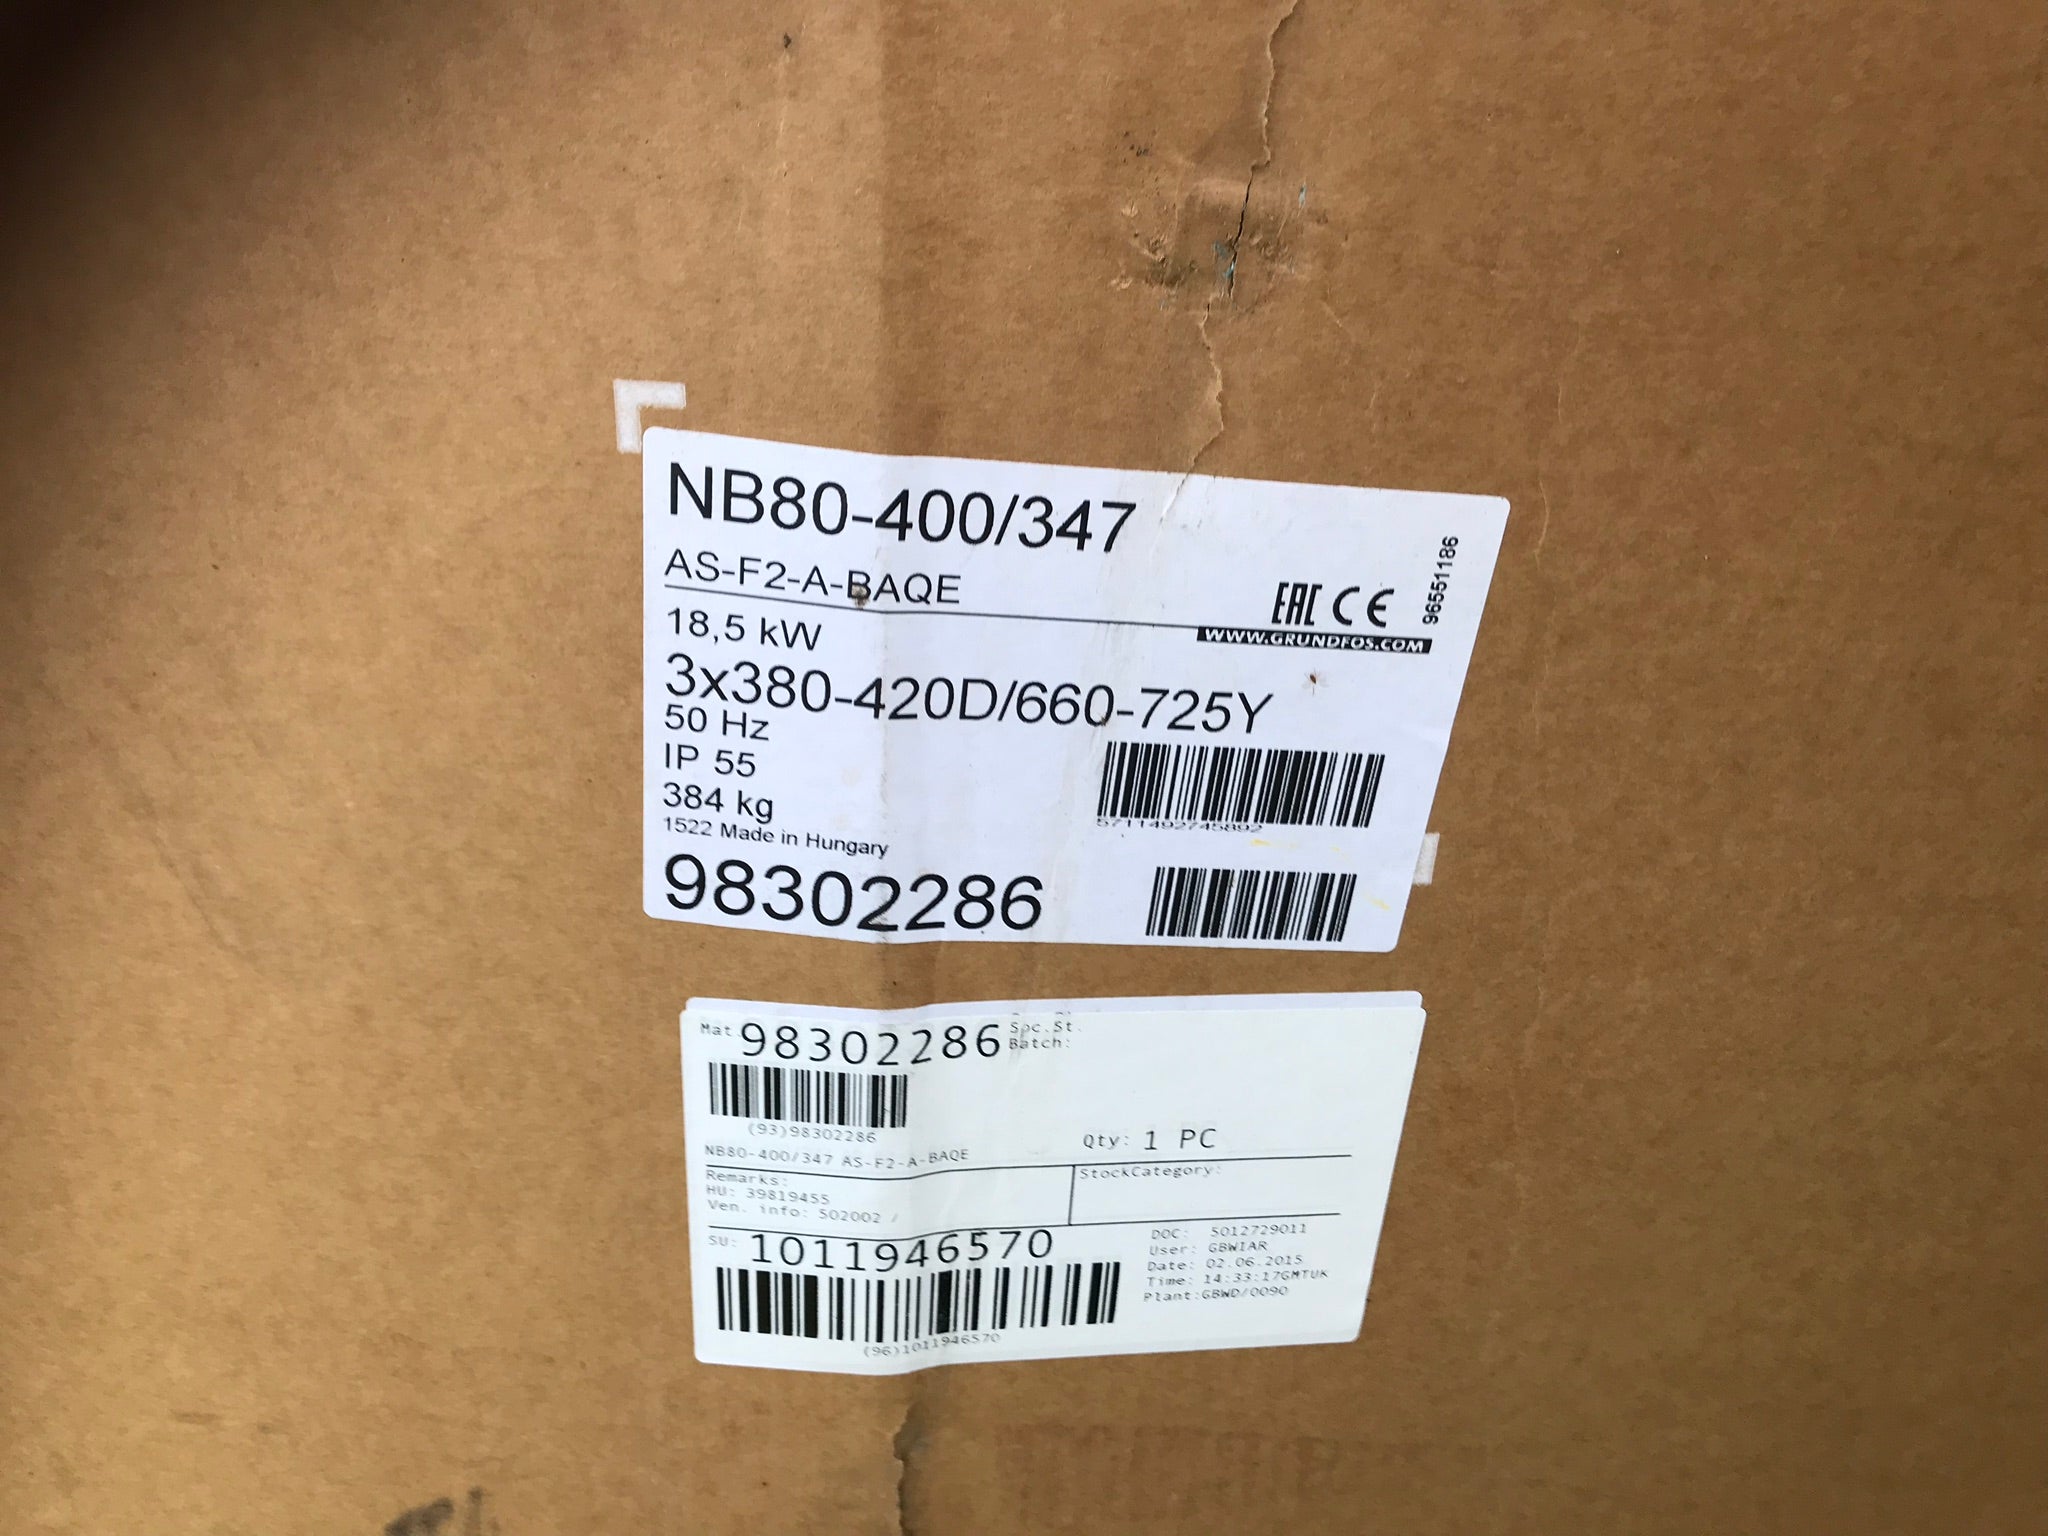 NB80-400/347
AS-F2-A-BAQE
EAC CE
96551186
WWW.GRUNDFOS.COM
18,5 kW
3x380-420D/660-725Y
50 Hz
IP 55
384 kg
1522 Made in Hungary
5711492745892
98302286
Mat 98302286
Spc.St.
Batch:
(93)98302286
NB80-400/347 AS-F2-A-BAQE
Qty: 1 PC
Remarks:
HU: 39819455
Ven. info: 502002 /
StockCategory:
SU: 1011946570
(96)1011946570
DOC: 5012729011
User: GBWIAR
Date: 02.06.2015
Time: 14:33:17GMTUK
Plant:GBWD/0090